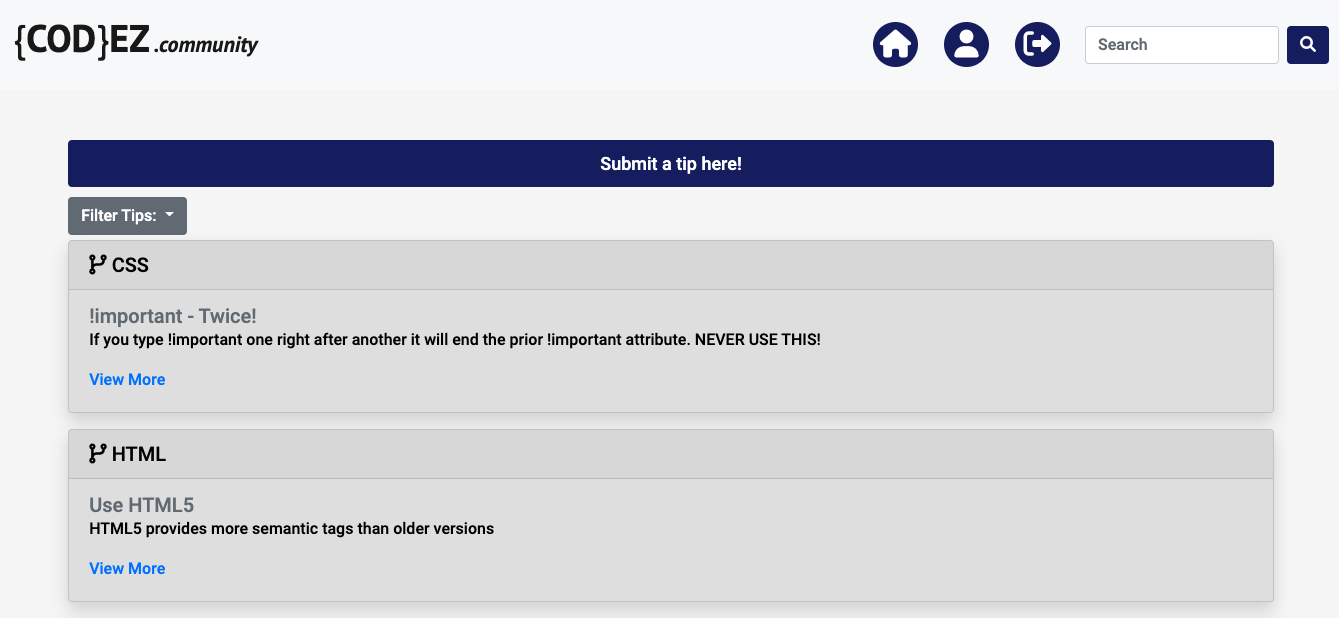 {COD}EZ .community
Search
Submit a tip here!
Filter Tips:
CSS
!important - Twice!
If you type !important one right after another it will end the prior !important attribute. NEVER USE THIS!
View More
HTML
Use HTML5
HTML5 provides more semantic tags than older versions
View More